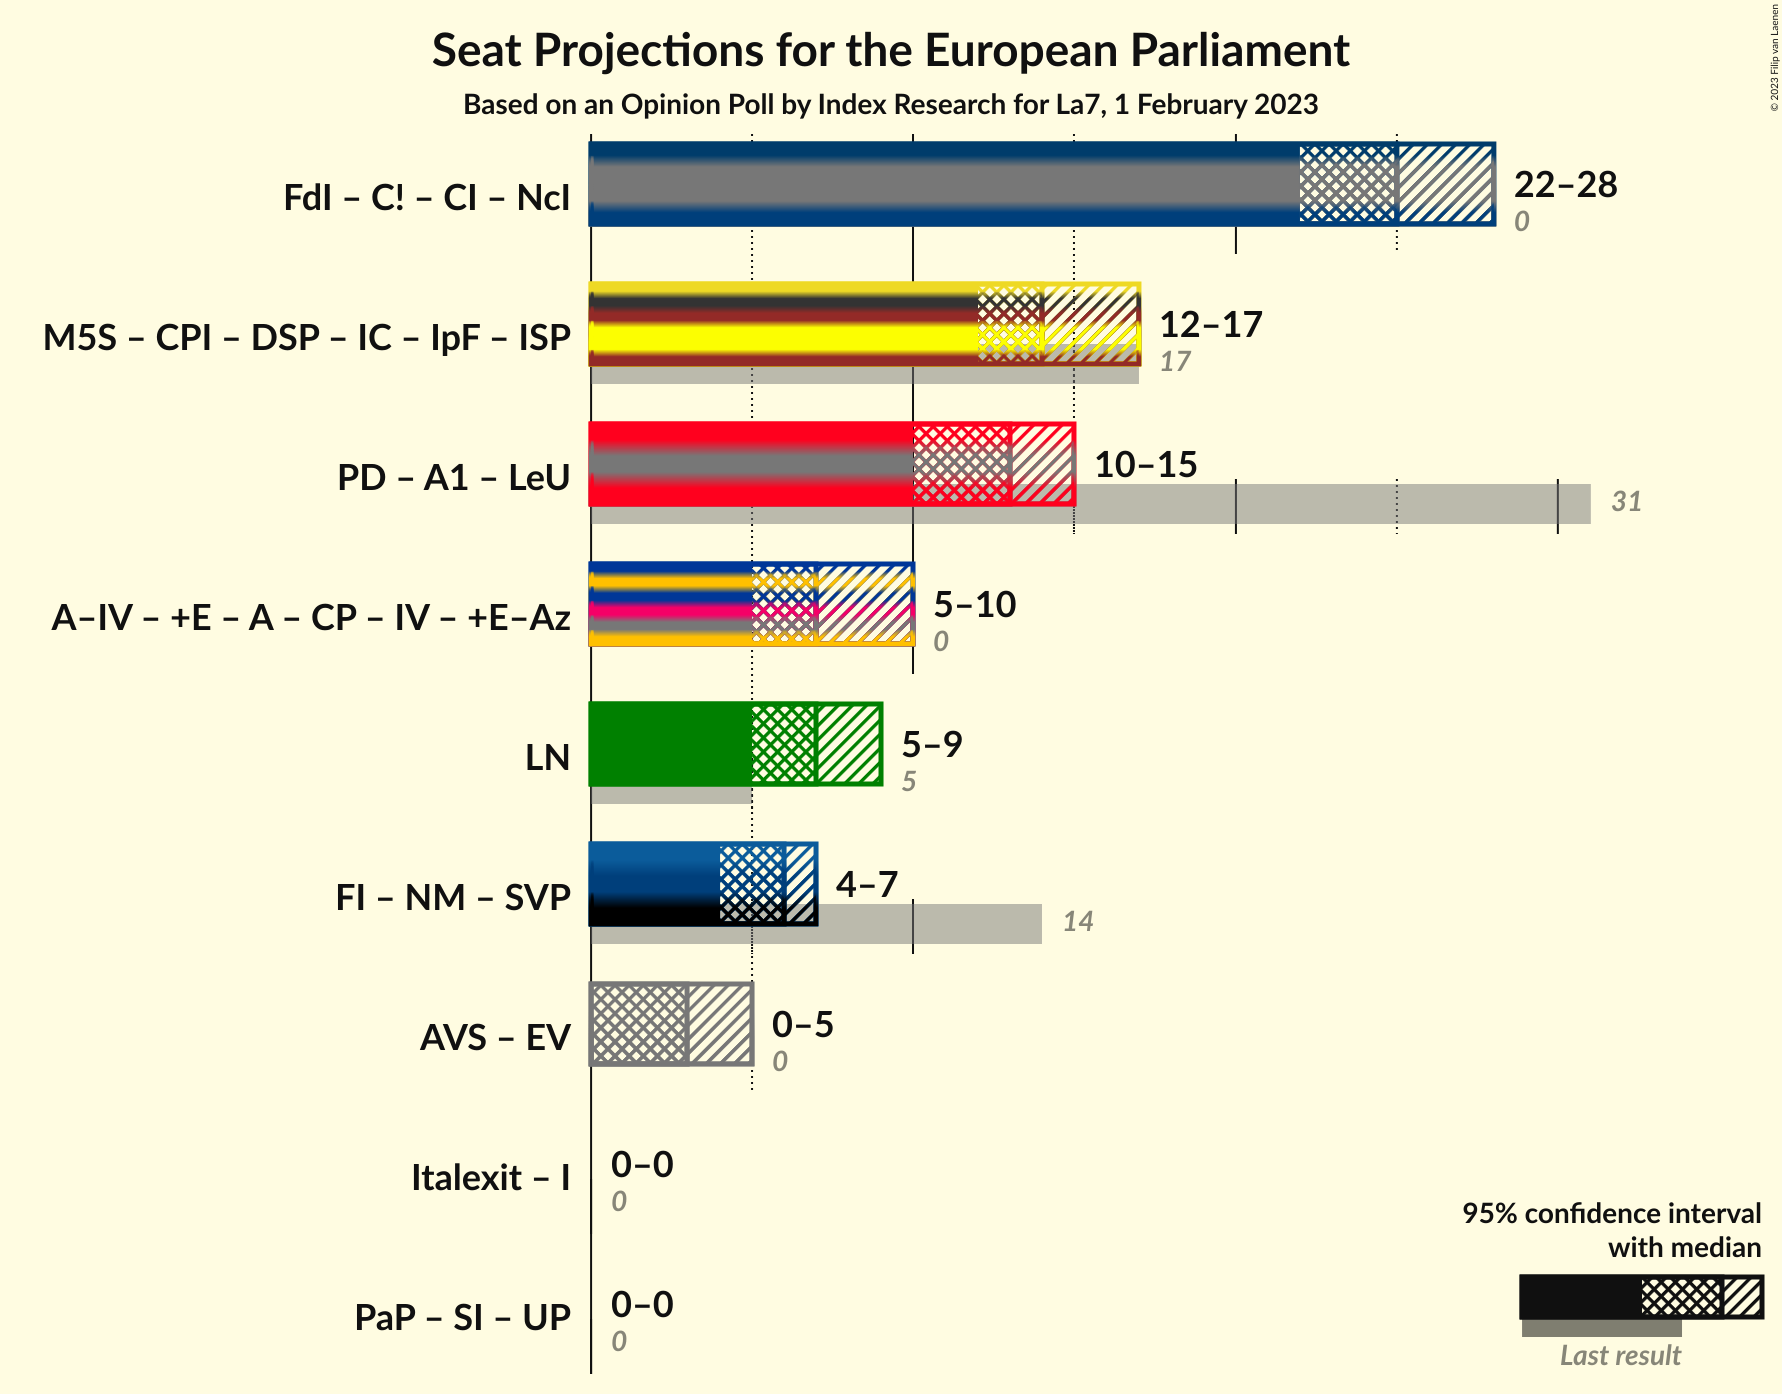 Seat Projections for the European Parliament
Based on an Opinion Poll by Index Research for La7, 1 February 2023
© 2023 Filip van Laenen
FdI – C! – CI – NcI
22–28
0
M5S – CPI – DSP – IC – IpF – ISP
12–17
17
PD – A1 – LeU
10–15
31
A–IV – +E – A – CP – IV – +E–Az
5–10
0
LN
5–9
5
FI – NM – SVP
4–7
14
AVS – EV
0–5
0
Italexit – I
0–0
0
PaP – SI – UP
0–0
0
95% confidence interval
with median
Last result